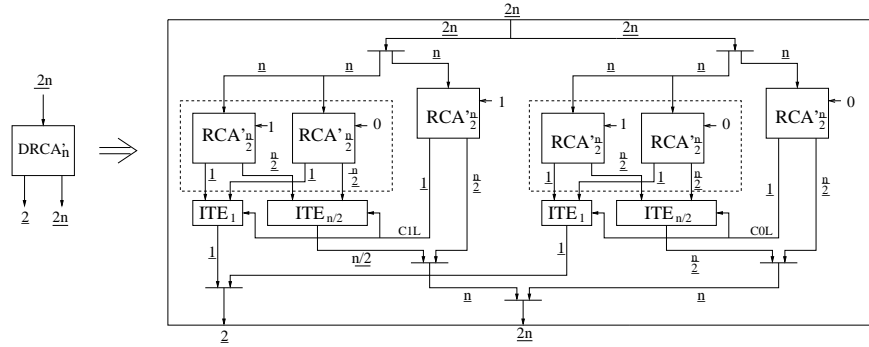 2n
2n 2n
n n
2n n n n n
1 1 0 0
1 0 1 0
RCA'n/2 RCA'n/2
DRCA'n RCA'n/2 RCA'n/2 RCA'n/2 RCA'n/2
n/2 n/2
1 1 n/2 1 n/2 1 1 n/2 1 n/2
2 2n ITE1 ITEn/2 ITE1 ITEn/2
C1L C0L
1 n/2 1 n/2
n n
2 2n